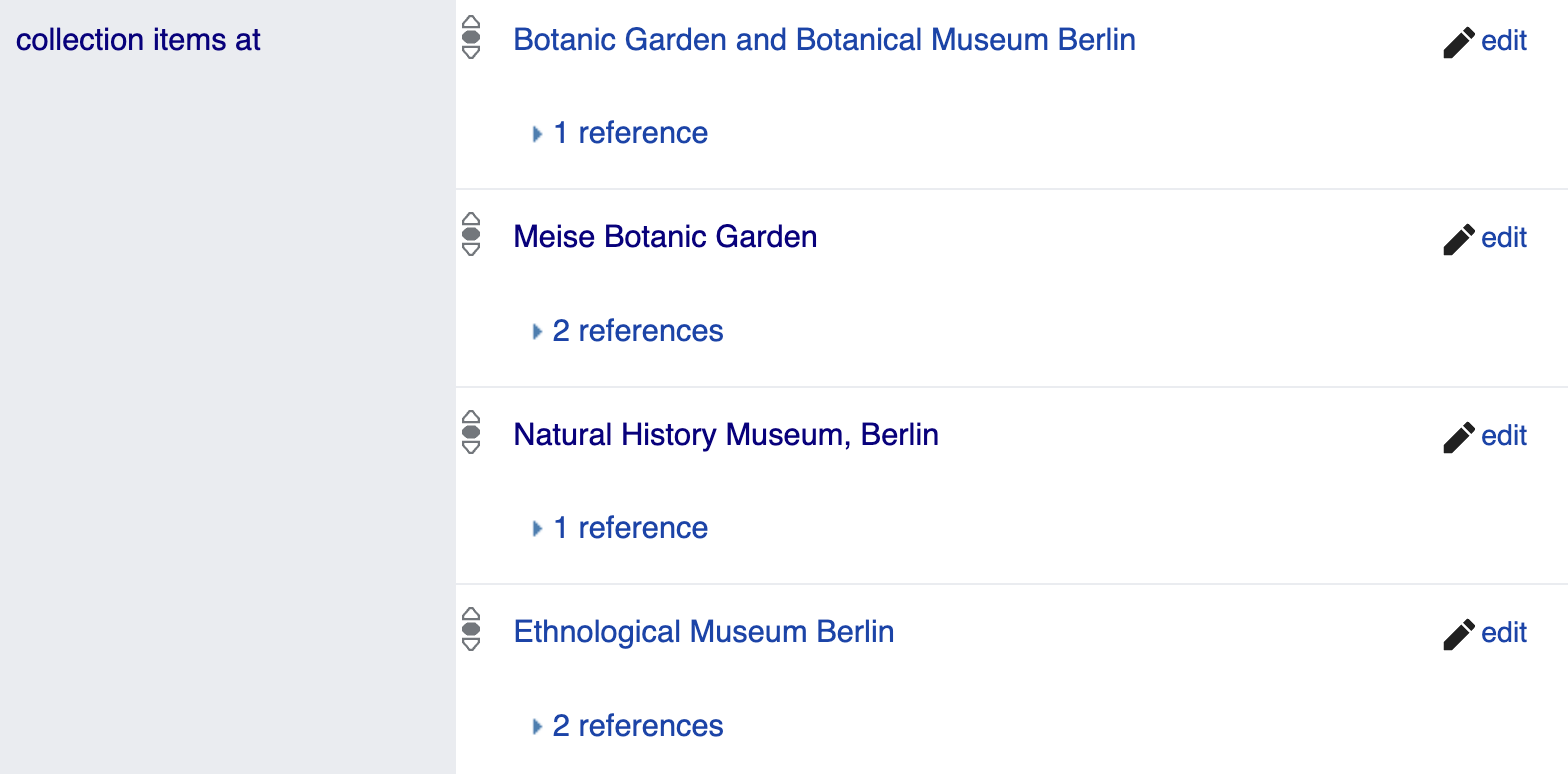 collection items at
Botanic Garden and Botanical Museum Berlin
edit
1 reference
Meise Botanic Garden
edit
2 references
Natural History Museum, Berlin
edit
1 reference
Ethnological Museum Berlin
edit
2 references